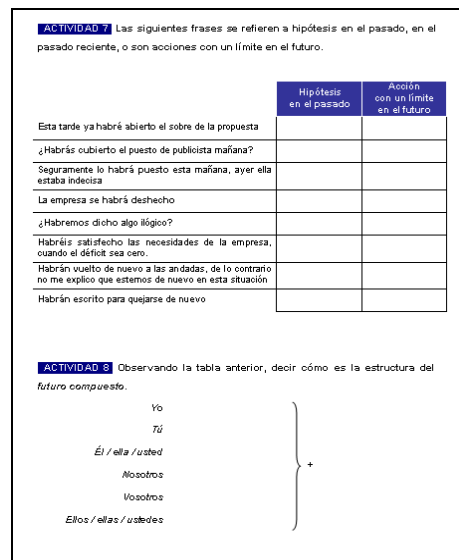 ACTIVIDAD 7 Las siguientes frases se refieren a hipótesis en el pasado, en el
pasado reciente, o son acciones con un límite en el futuro.
Hipótesis
en el pasado
Acción
con un límite
en el futuro
Esta tarde ya habré abierto el sobre de la propuesta
¿Habrás cubierto el puesto de publicista mañana?
Seguramente lo habrá puesto esta mañana, ayer ella
estaba indecisa
La empresa se habrá deshecho
¿Habremos dicho algo ilógico?
Habréis satisfecho las necesidades de la empresa,
cuando el déficit sea cero.
Habrán vuelto de nuevo a las andadas, de lo contrario
no me explico que estemos de nuevo en esta situación
Habrán escrito para quejarse de nuevo
ACTIVIDAD 8 Observando la tabla anterior, decir cómo es la estructura del
futuro compuesto.
Yo
Tú
Él / ella / usted
+
Nosotros
Vosotros
Ellos / ellas / ustedes